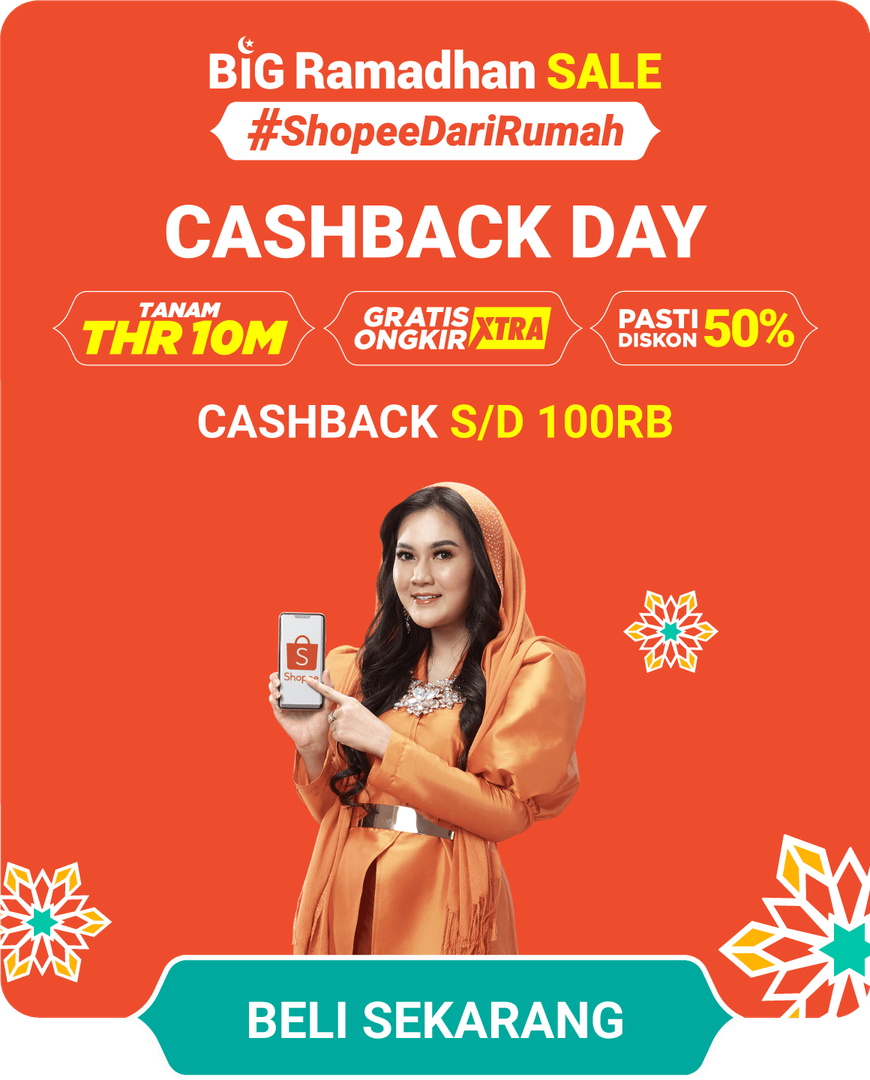 BIG Ramadhan SALE
#ShopeeDariRumah
CASHBACK DAY
TANAM
THR 10M
GRATIS
ONGKIR XTRA
PASTI
DISKON 50%
CASHBACK S/D 100RB
S
Shopee
BELI SEKARANG